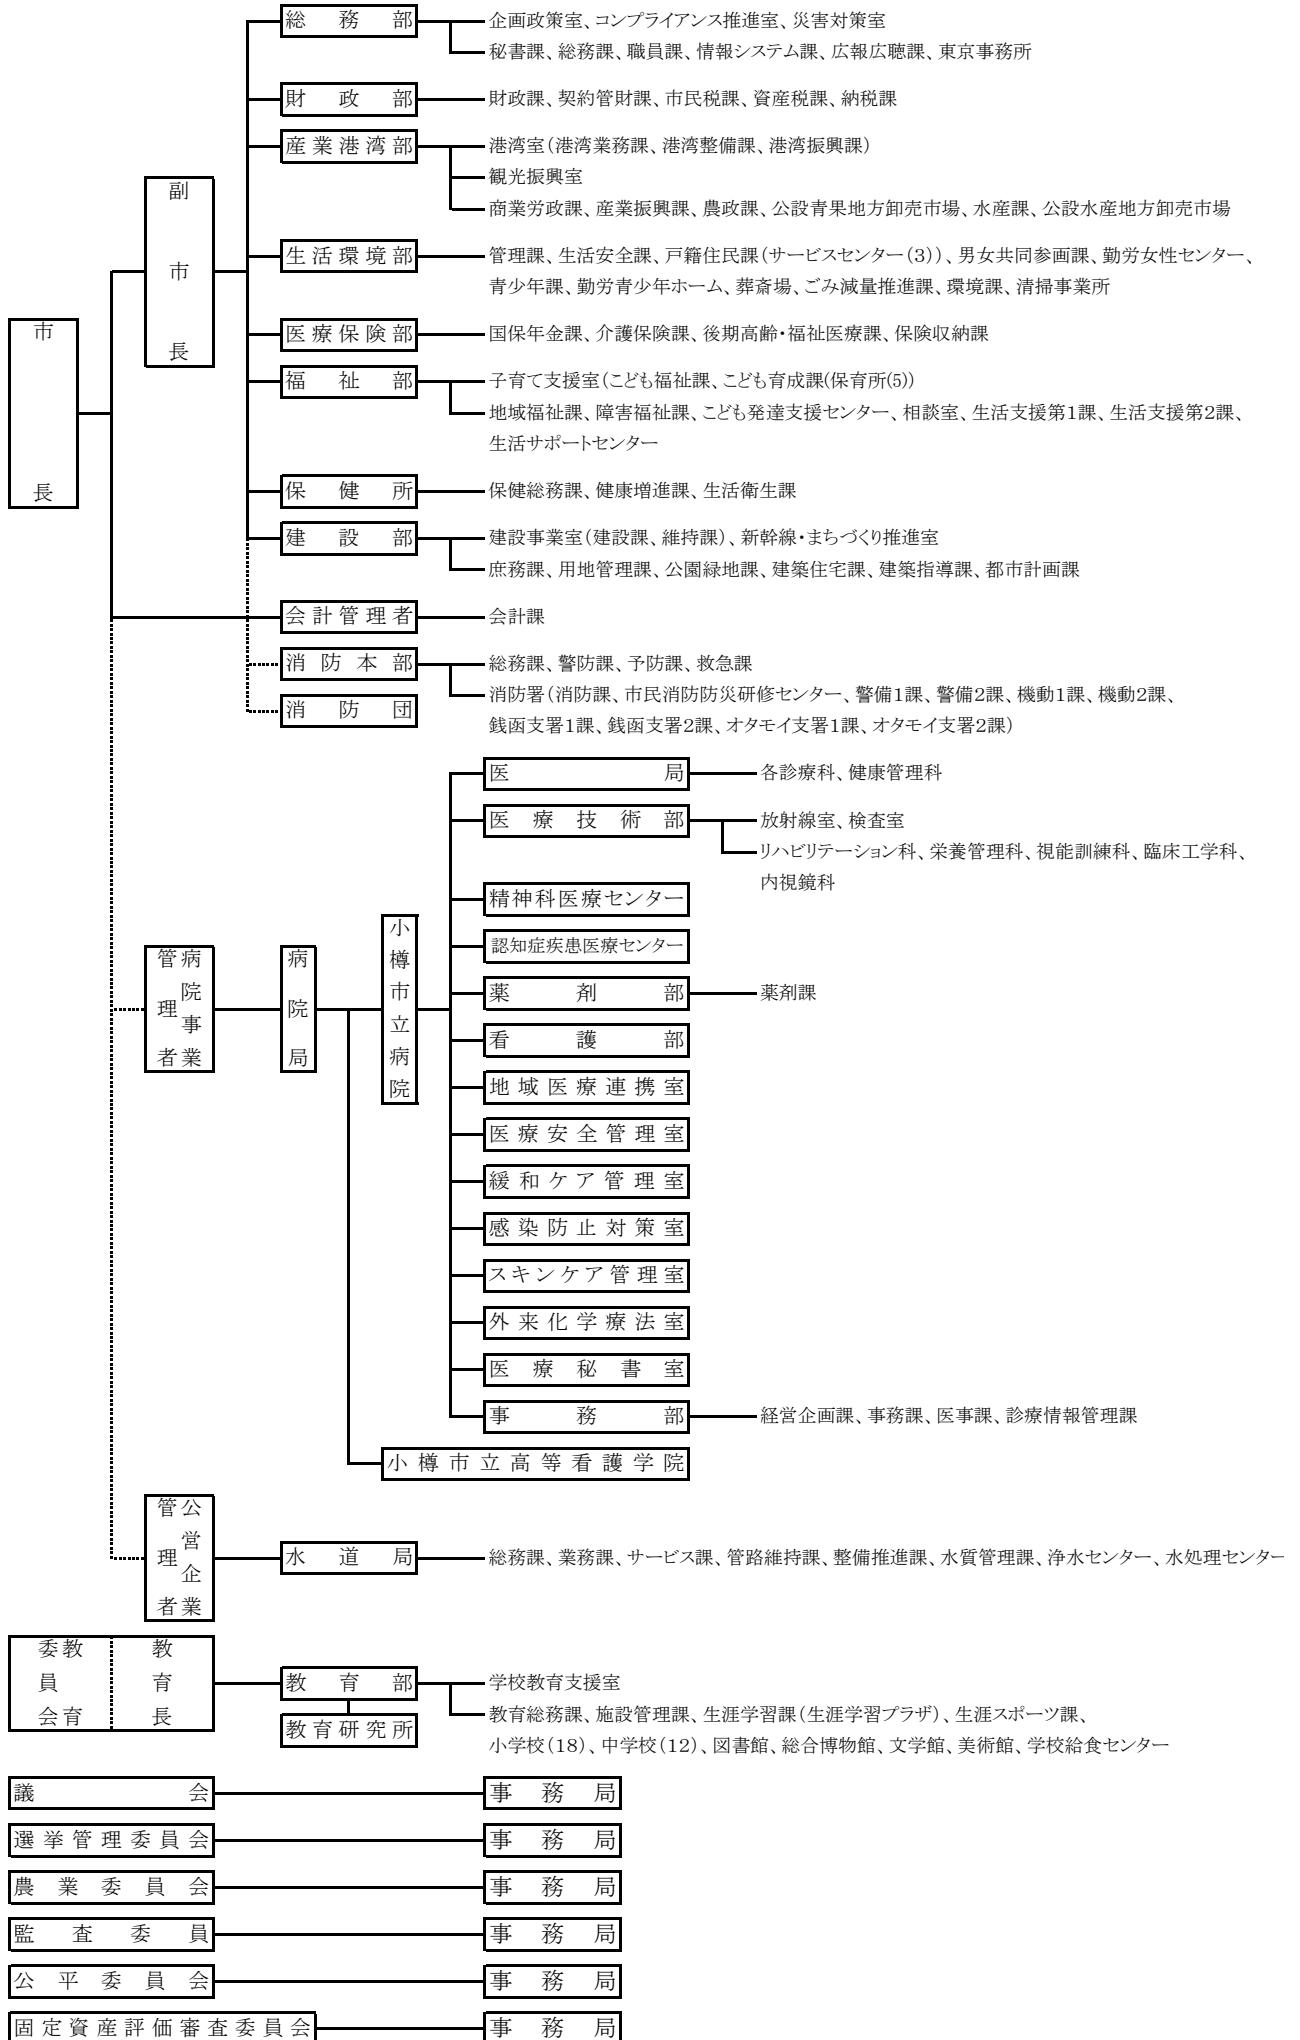 総務部 企画政策室、コンプライアンス推進室、災害対策室
秘書課、総務課、職員課、情報システム課、広報広聴課、東京事務所
財政部 財政課、契約管財課、市民税課、資産税課、納税課
産業港湾部 港湾室(港湾業務課、港湾整備課、港湾振興課)
観光振興室
商業労政課、産業振興課、農政課、公設青果地方卸売市場、水産課、公設水産地方卸売市場
副市長
生活環境部 管理課、生活安全課、戸籍住民課(サービスセンター(3))、男女共同参画課、勤労女性センター、
青少年課、勤労青少年ホーム、葬斎場、ごみ減量推進課、環境課、清掃事業所
市長
医療保険部 国保年金課、介護保険課、後期高齢・福祉医療課、保険収納課
福祉部 子育て支援室(こども福祉課、こども育成課(保育所(5))
地域福祉課、障害福祉課、こども発達支援センター、相談室、生活支援第1課、生活支援第2課、
生活サポートセンター
保健所 保健総務課、健康増進課、生活衛生課
建設部 建設事業室(建設課、維持課)、新幹線・まちづくり推進室
庶務課、用地管理課、公園緑地課、建築住宅課、建築指導課、都市計画課
会計管理者 会計課
消防本部 総務課、警防課、予防課、救急課
消防署(消防課、市民消防防災研修センター、警備1課、警備2課、機動1課、機動2課、
消防団
銭函支署1課、銭函支署2課、オタモイ支署1課、オタモイ支署2課)
医局 各診療科、健康管理科
医療技術部 放射線室、検査室
リハビリテーション科、栄養管理科、視能訓練科、臨床工学科、
内視鏡科
精神科医療センター
認知症疾患医療センター
病院事業管理者
病院局
小樽市立病院
薬剤部 薬剤課
看護部
地域医療連携室
医療安全管理室
緩和ケア管理室
感染防止対策室
スキンケア管理室
外来化学療法室
医療秘書室
事務部 経営企画課、事務課、医事課、診療情報管理課
小樽市立高等看護学院
公営企業管理者
水道局 総務課、業務課、サービス課、管路維持課、整備推進課、水質管理課、浄水センター、水処理センター
教育委員会
教育長
教育部 学校教育支援室
教育総務課、施設管理課、生涯学習課(生涯学習プラザ)、生涯スポーツ課、
教育研究所
小学校(18)、中学校(12)、図書館、総合博物館、文学館、美術館、学校給食センター
議会 事務局
選挙管理委員会 事務局
農業委員会 事務局
監査委員 事務局
公平委員会 事務局
固定資産評価審査委員会 事務局